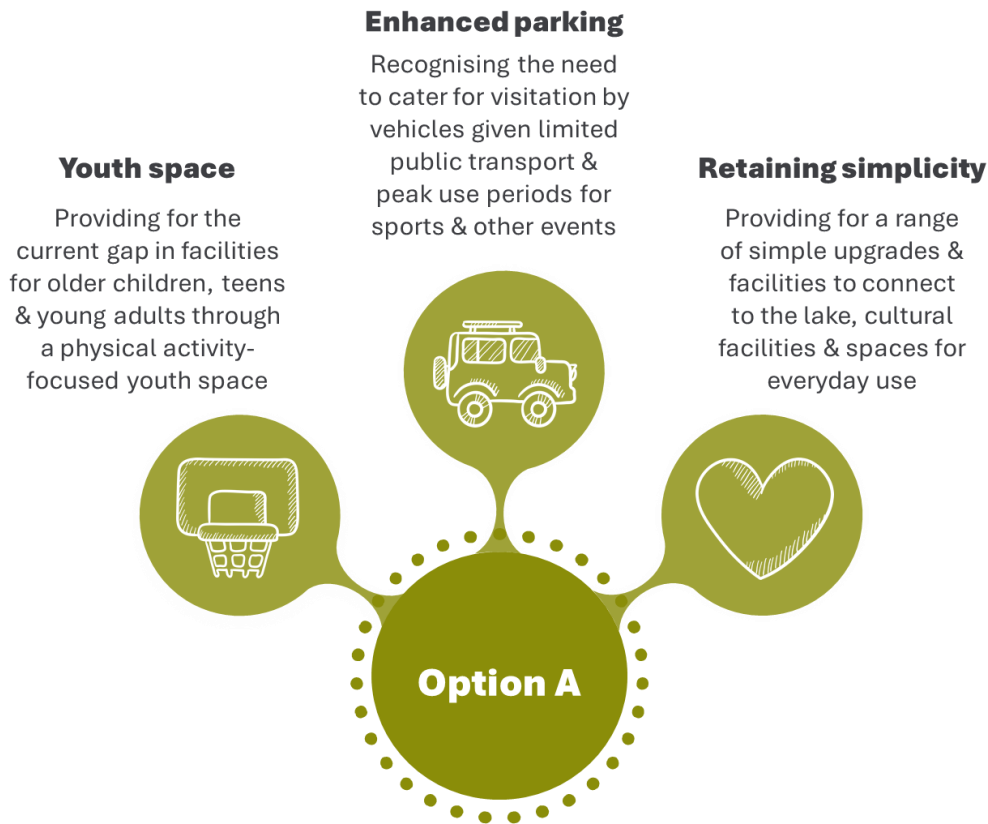 Enhanced parking
Recognising the need
to cater for visitation by
vehicles given limited
public transport &
peak use periods for
sports & other events
Youth space
Providing for the
current gap in facilities
for older children, teens
& young adults through
a physical activity-
focused youth space
Retaining simplicity
Providing for a range
of simple upgrades &
facilities to connect
to the lake, cultural
facilities & spaces for
everyday use
Option A